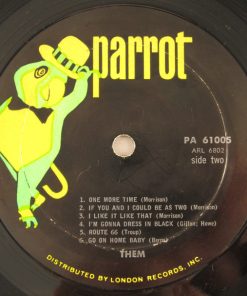 parrot
PA 61005
ARL 6802
side two
1. ONE MORE TIME (Morrison)
2. IF YOU AND I COULD BE AS TWO (Morrison)
3. I LIKE IT LIKE THAT (Morrison)
4. I'M GONNA DRESS IN BLACK (Gillon; Howe)
5. ROUTE 66 (Troup)
6. GO ON HOME BABY (Berns)
THEM
DISTRIBUTED BY LONDON RECORDS, INC.